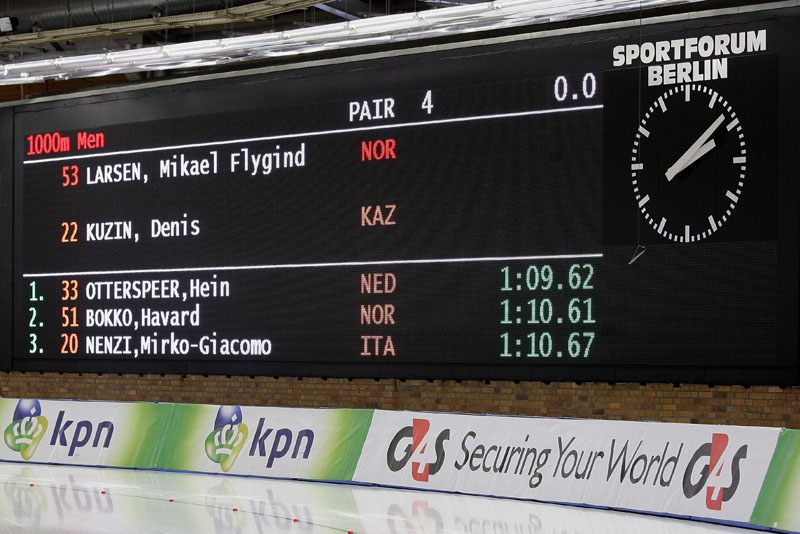 SPORTFORUM
BERLIN
PAIR 4 0.0
1000m Men
53 LARSEN, Mikael Flygind NOR
22 KUZIN, Denis KAZ
1. 33 OTTERSPEER,Hein NED 1:09.62
2. 51 BOKKO,Havard NOR 1:10.61
3. 20 NENZI,Mirko-Giacomo ITA 1:10.67
kpn kpn G4S Securing Your World G4S